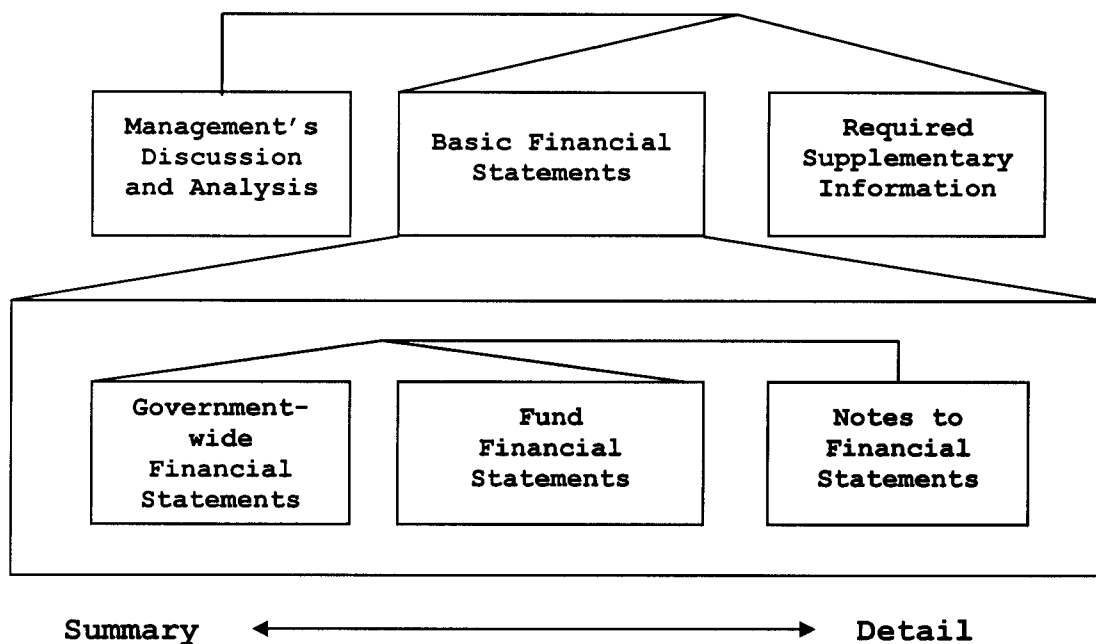 Management's
Discussion
and Analysis
Basic Financial
Statements
Required
Supplementary
Information
Government-
wide
Financial
Statements
Fund
Financial
Statements
Notes to
Financial
Statements
Summary
Detail